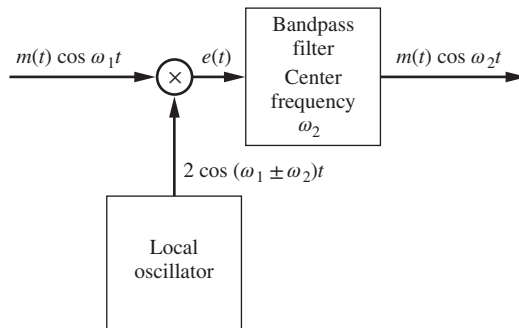 m(t) cos ω₁t
×
e(t)
Bandpass
filter
Center
frequency
ω₂
m(t) cos ω₂t
2 cos (ω₁ ± ω₂)t
Local
oscillator